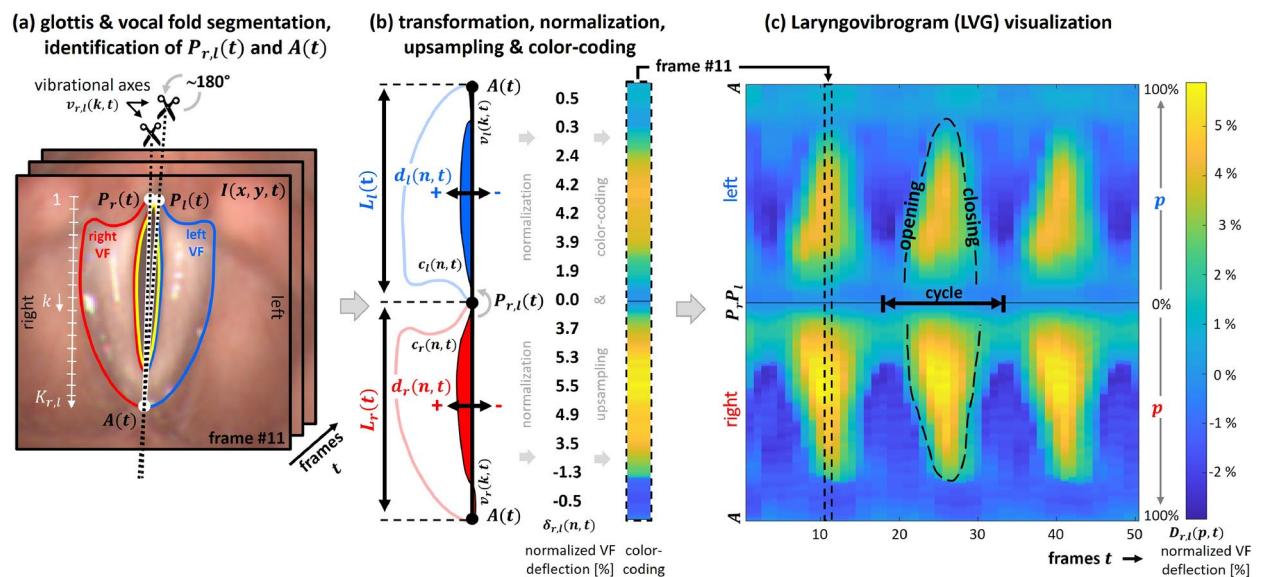 (a) glottis & vocal fold segmentation,
identification of P_{r,l}(t) and A(t)
vibrational axes
v_{r,l}(k,t)
~180°
1
P_r(t)
P_l(t)
I(x,y,t)
right
VF
left
VF
right
k
left
K_{r,l}
A(t)
frame #11
frames
t
(b) transformation, normalization,
upsampling & color-coding
A(t)
v_l(k,t)
L_l(t)
d_l(n,t)
+
-
c_l(n,t)
P_{r,l}(t)
c_r(n,t)
L_r(t)
d_r(n,t)
+
-
v_r(k,t)
A(t)
0.5
0.3
2.4
4.2
4.2
3.9
1.9
0.0
3.7
5.3
5.5
4.9
3.5
-1.3
-0.5
δ_{r,l}(n,t)
normalized VF
deflection [%]
normalization
normalization
color-coding
&
upsampling
color-
coding
(c) Laryngovibrogram (LVG) visualization
frame #11
A
left
P_r P_l
right
A
opening
closing
cycle
10
20
30
40
50
frames t
100%
p
0%
p
100%
5 %
4 %
3 %
2 %
1 %
0 %
-1 %
-2 %
D_{r,l}(p,t)
normalized VF
deflection [%]